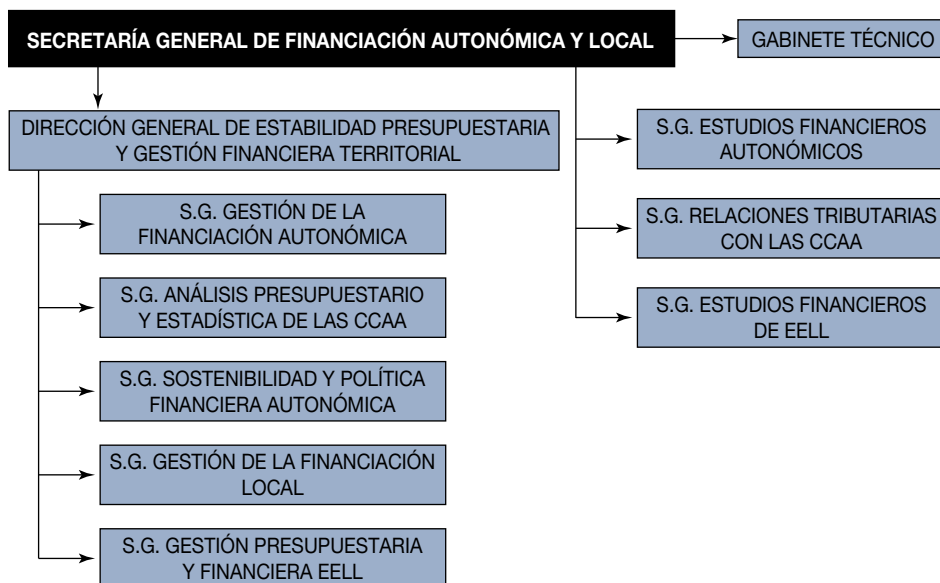 SECRETARÍA GENERAL DE FINANCIACIÓN AUTONÓMICA Y LOCAL
GABINETE TÉCNICO
DIRECCIÓN GENERAL DE ESTABILIDAD PRESUPUESTARIA
Y GESTIÓN FINANCIERA TERRITORIAL
S.G. GESTIÓN DE LA
FINANCIACIÓN AUTONÓMICA
S.G. ANÁLISIS PRESUPUESTARIO
Y ESTADÍSTICA DE LAS CCAA
S.G. SOSTENIBILIDAD Y POLÍTICA
FINANCIERA AUTONÓMICA
S.G. GESTIÓN DE LA FINANCIACIÓN
LOCAL
S.G. GESTIÓN PRESUPUESTARIA
Y FINANCIERA EELL
S.G. ESTUDIOS FINANCIEROS
AUTONÓMICOS
S.G. RELACIONES TRIBUTARIAS
CON LAS CCAA
S.G. ESTUDIOS FINANCIEROS
DE EELL